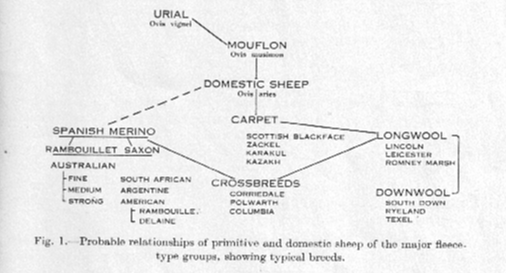 URIAL
Ovis vignei
MOUFLON
Ovis musimon
DOMESTIC SHEEP
Ovis aries
CARPET
SCOTTISH BLACKFACE
ZACKEL
KARAKUL
KAZAKH
SPANISH MERINO
RAMBOUILLET SAXON
AUSTRALIAN
FINE
MEDIUM
STRONG
SOUTH AFRICAN
ARGENTINE
AMERICAN
RAMBOUILLE.
DELAINE
CROSSBREEDS
CORRIEDALE
POLWARTH
COLUMBIA
LONGWOOL
LINCOLN
LEICESTER
ROMNEY MARSH
DOWNWOOL
SOUTH DOWN
RYELAND
TEXEL
Fig. 1.—Probable relationships of primitive and domestic sheep of the major fleece-
type groups, showing typical breeds.